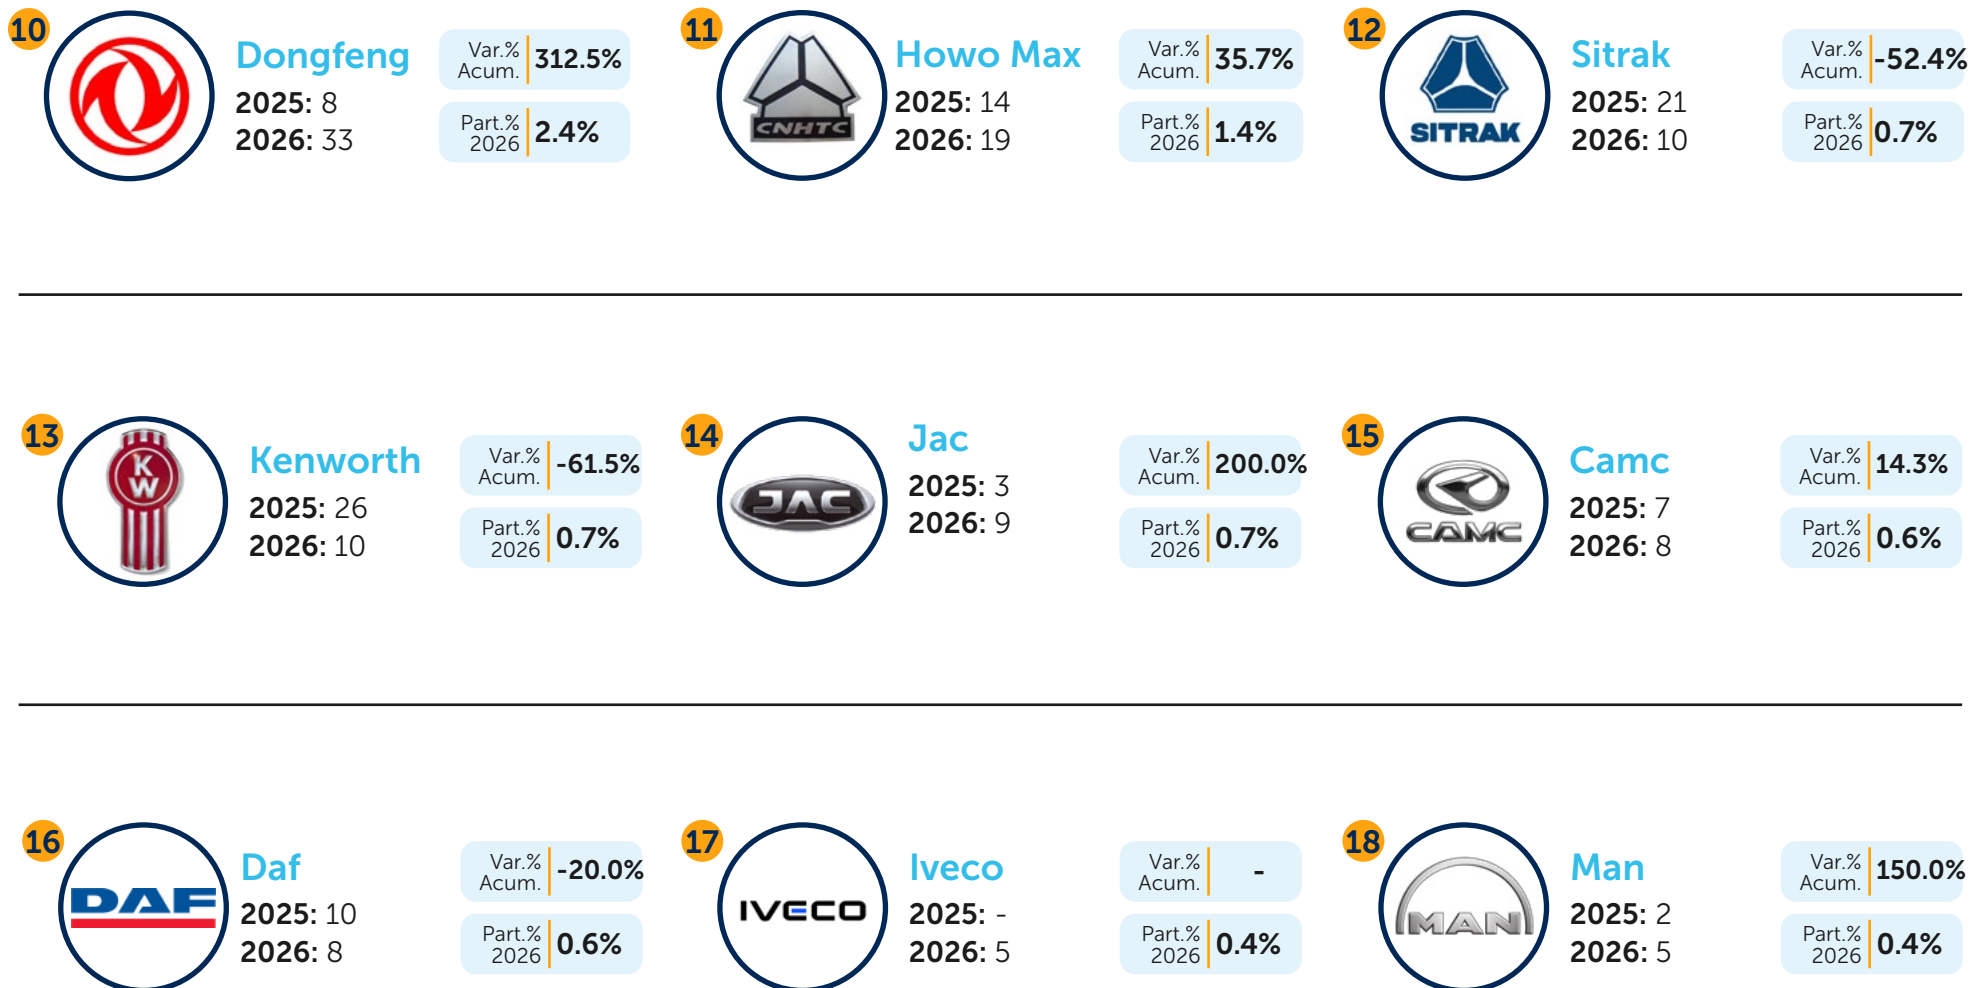 10
Dongfeng
2025: 8
2026: 33
Var.% Acum. 312.5%
Part.% 2026 2.4%
11
CNHTC
Howo Max
2025: 14
2026: 19
Var.% Acum. 35.7%
Part.% 2026 1.4%
12
SITRAK
Sitrak
2025: 21
2026: 10
Var.% Acum. -52.4%
Part.% 2026 0.7%
13
KW
Kenworth
2025: 26
2026: 10
Var.% Acum. -61.5%
Part.% 2026 0.7%
14
JAC
Jac
2025: 3
2026: 9
Var.% Acum. 200.0%
Part.% 2026 0.7%
15
CAMC
Camc
2025: 7
2026: 8
Var.% Acum. 14.3%
Part.% 2026 0.6%
16
DAF
Daf
2025: 10
2026: 8
Var.% Acum. -20.0%
Part.% 2026 0.6%
17
IVECO
Iveco
2025: -
2026: 5
Var.% Acum. -
Part.% 2026 0.4%
18
MAN
Man
2025: 2
2026: 5
Var.% Acum. 150.0%
Part.% 2026 0.4%